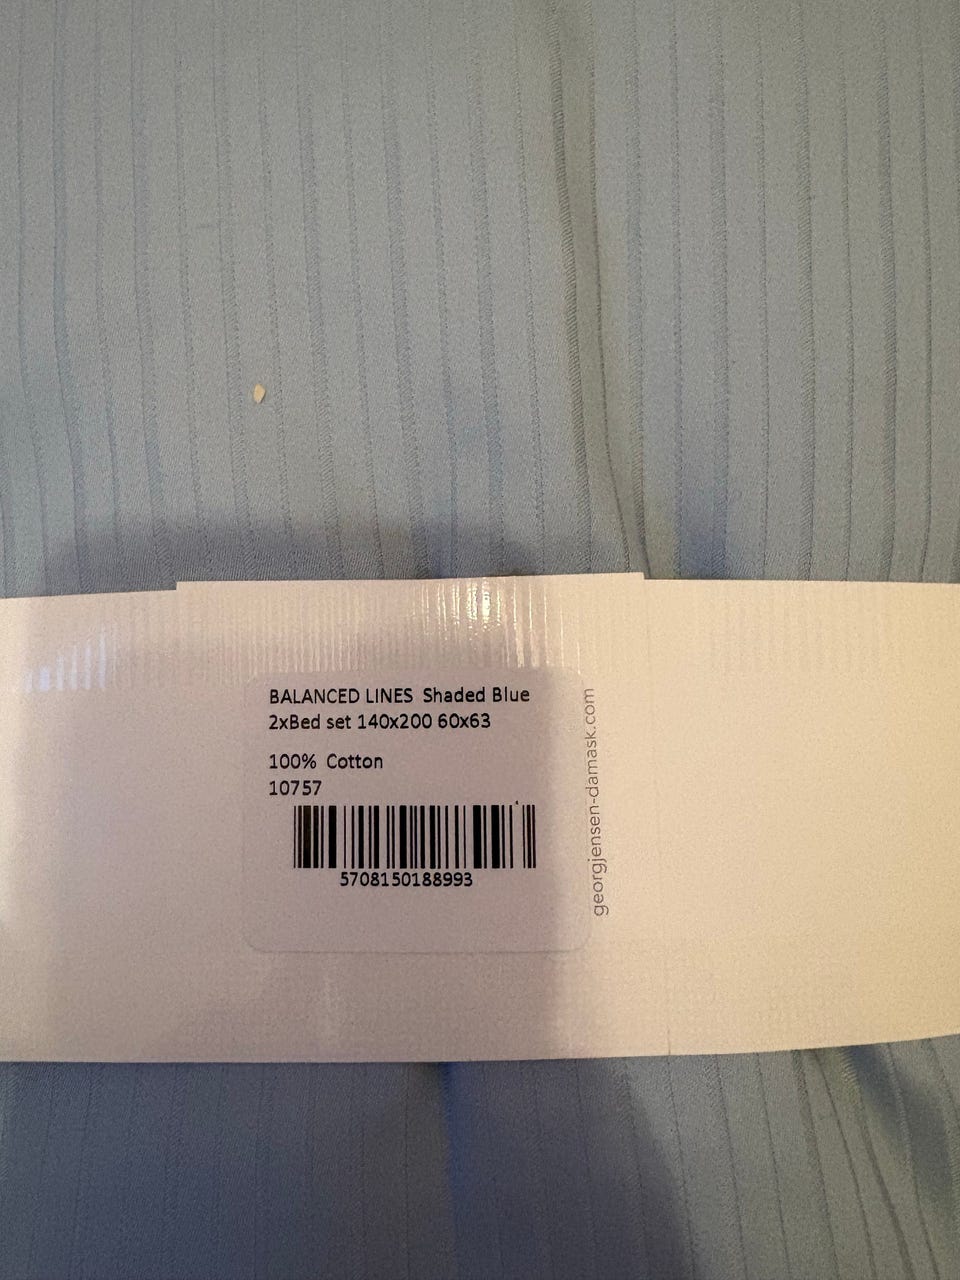 BALANCED LINES Shaded Blue
2xBed set 140x200 60x63
100% Cotton
10757
5708150188993
georgjensen-damask.com